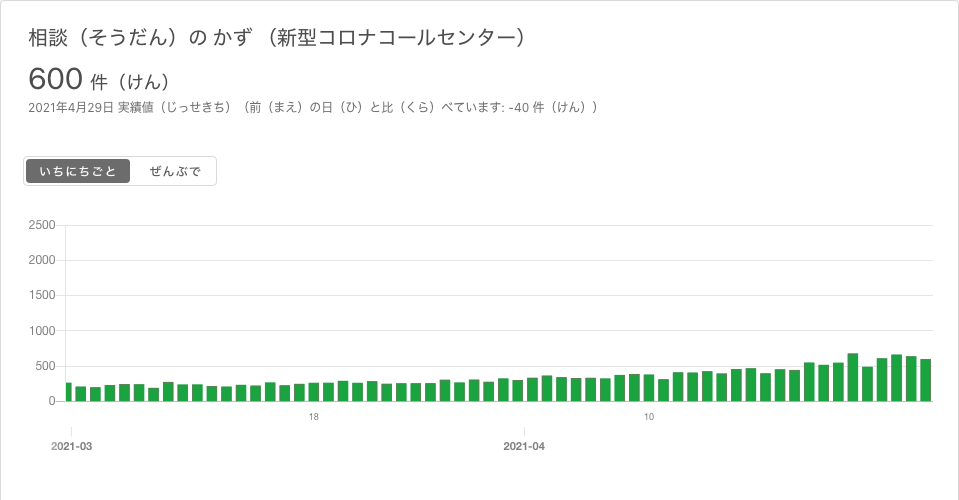 相談（そうだん）の かず （新型コロナコールセンター）
600 件（けん）
2021年4月29日 実績値（じっせきち）（前（まえ）の日（ひ）と比（くら）べています: -40 件（けん））
いちにちごと ぜんぶで
2500
2000
1500
1000
500
0
18 10
2021-03 2021-04